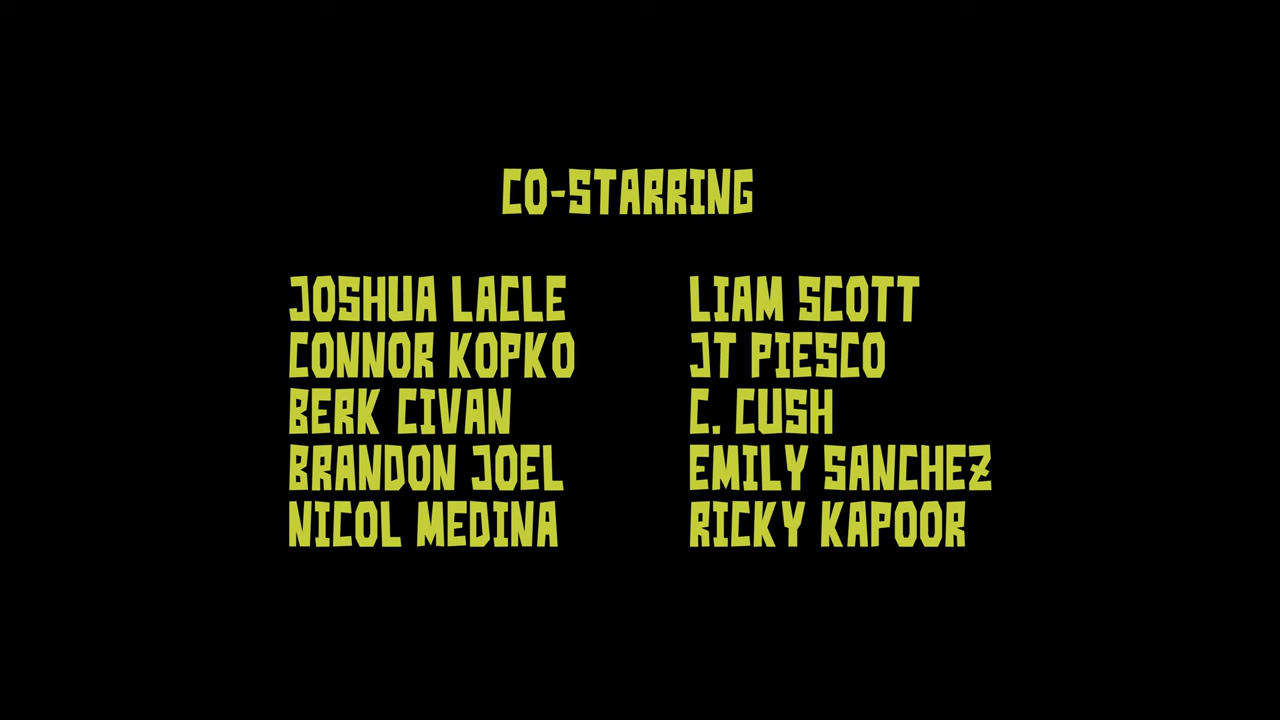 CO-STARRING
JOSHUA LACLE
CONNOR KOPKO
BERK CIVAN
BRANDON JOEL
NICOL MEDINA
LIAM SCOTT
JT PIESCO
C. CUSH
EMILY SANCHEZ
RICKY KAPOOR